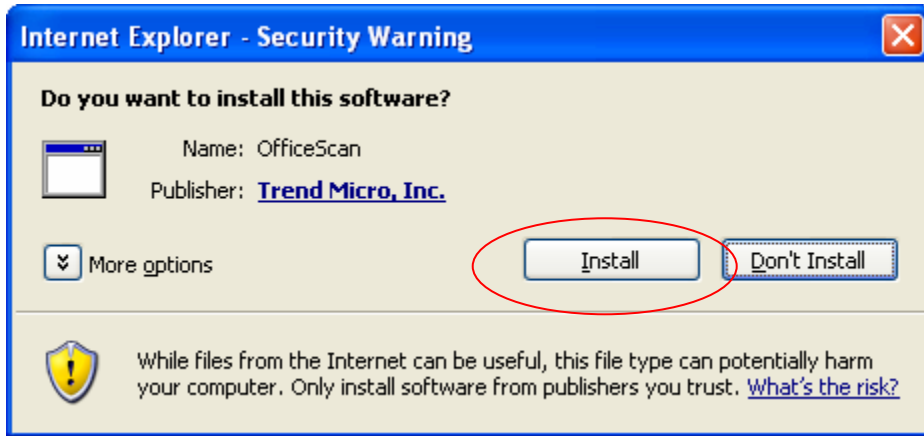 Internet Explorer - Security Warning
Do you want to install this software?
Name: OfficeScan
Publisher: Trend Micro, Inc.
More options
Install
Don't Install
While files from the Internet can be useful, this file type can potentially harm
your computer. Only install software from publishers you trust. What's the risk?